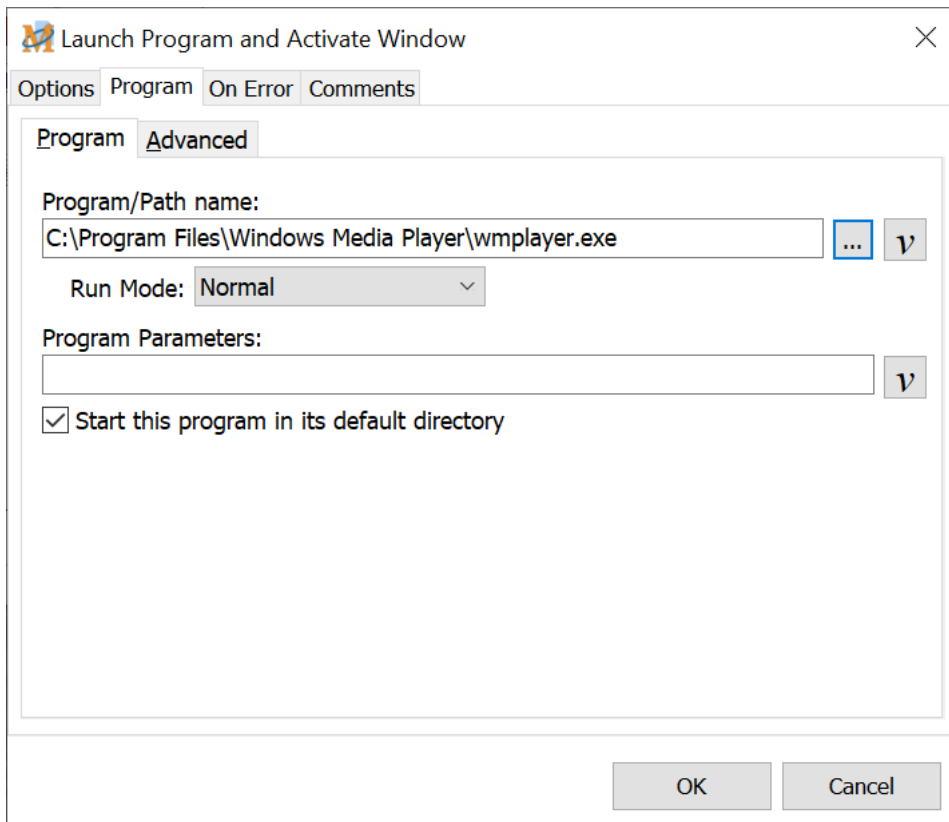 Launch Program and Activate Window
Options Program On Error Comments
Program Advanced
Program/Path name:
C:\Program Files\Windows Media Player\wmplayer.exe ... v
Run Mode: Normal
Program Parameters:
v
Start this program in its default directory
OK Cancel